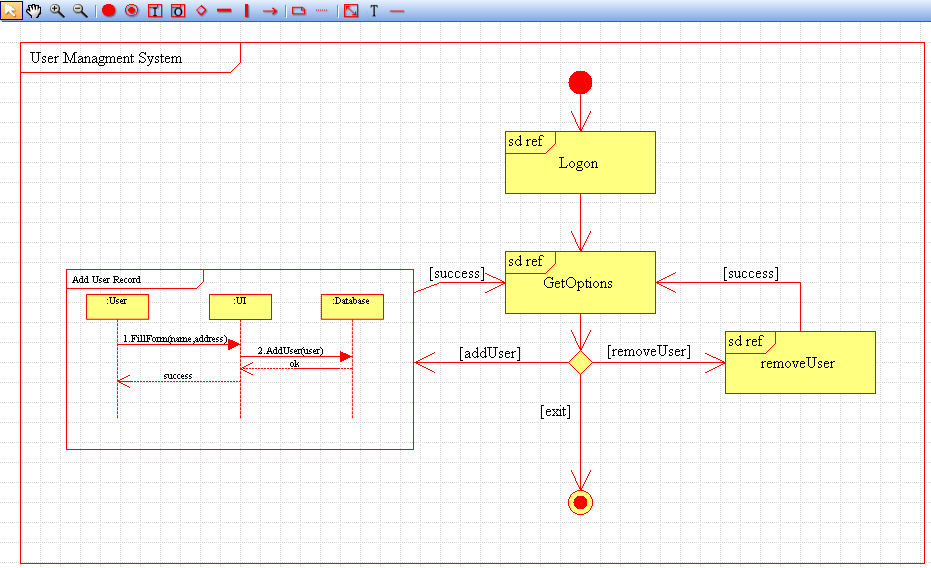 T
User Managment System
sd ref
Logon
sd ref
GetOptions
[success]
[success]
Add User Record
:User
:UI
:Database
1.FillForm(name,address)
2.AddUser(user)
ok
success
[addUser]
[removeUser]
sd ref
removeUser
[exit]